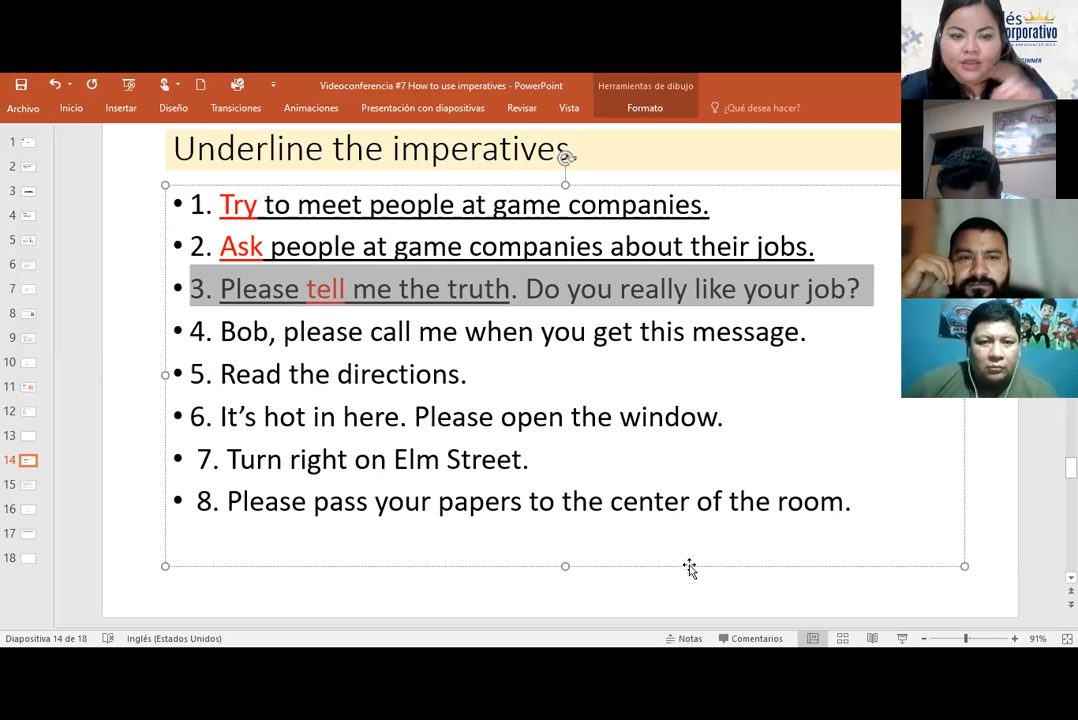 és
orporativo
INNER
Videoconferencia #7 How to use imperatives - PowerPoint
Herramientas de dibujo
Archivo Inicio Insertar Diseño Transiciones Animaciones Presentación con diapositivas Revisar Vista Formato ¿Qué desea hacer?
1
2
3
4
5
6
7
8
9
10
11
12
13
14
15
16
17
18
Underline the imperatives.
• 1. Try to meet people at game companies.
• 2. Ask people at game companies about their jobs.
• 3. Please tell me the truth. Do you really like your job?
• 4. Bob, please call me when you get this message.
• 5. Read the directions.
• 6. It’s hot in here. Please open the window.
• 7. Turn right on Elm Street.
• 8. Please pass your papers to the center of the room.
Diapositiva 14 de 18 Inglés (Estados Unidos) Notas Comentarios 91%